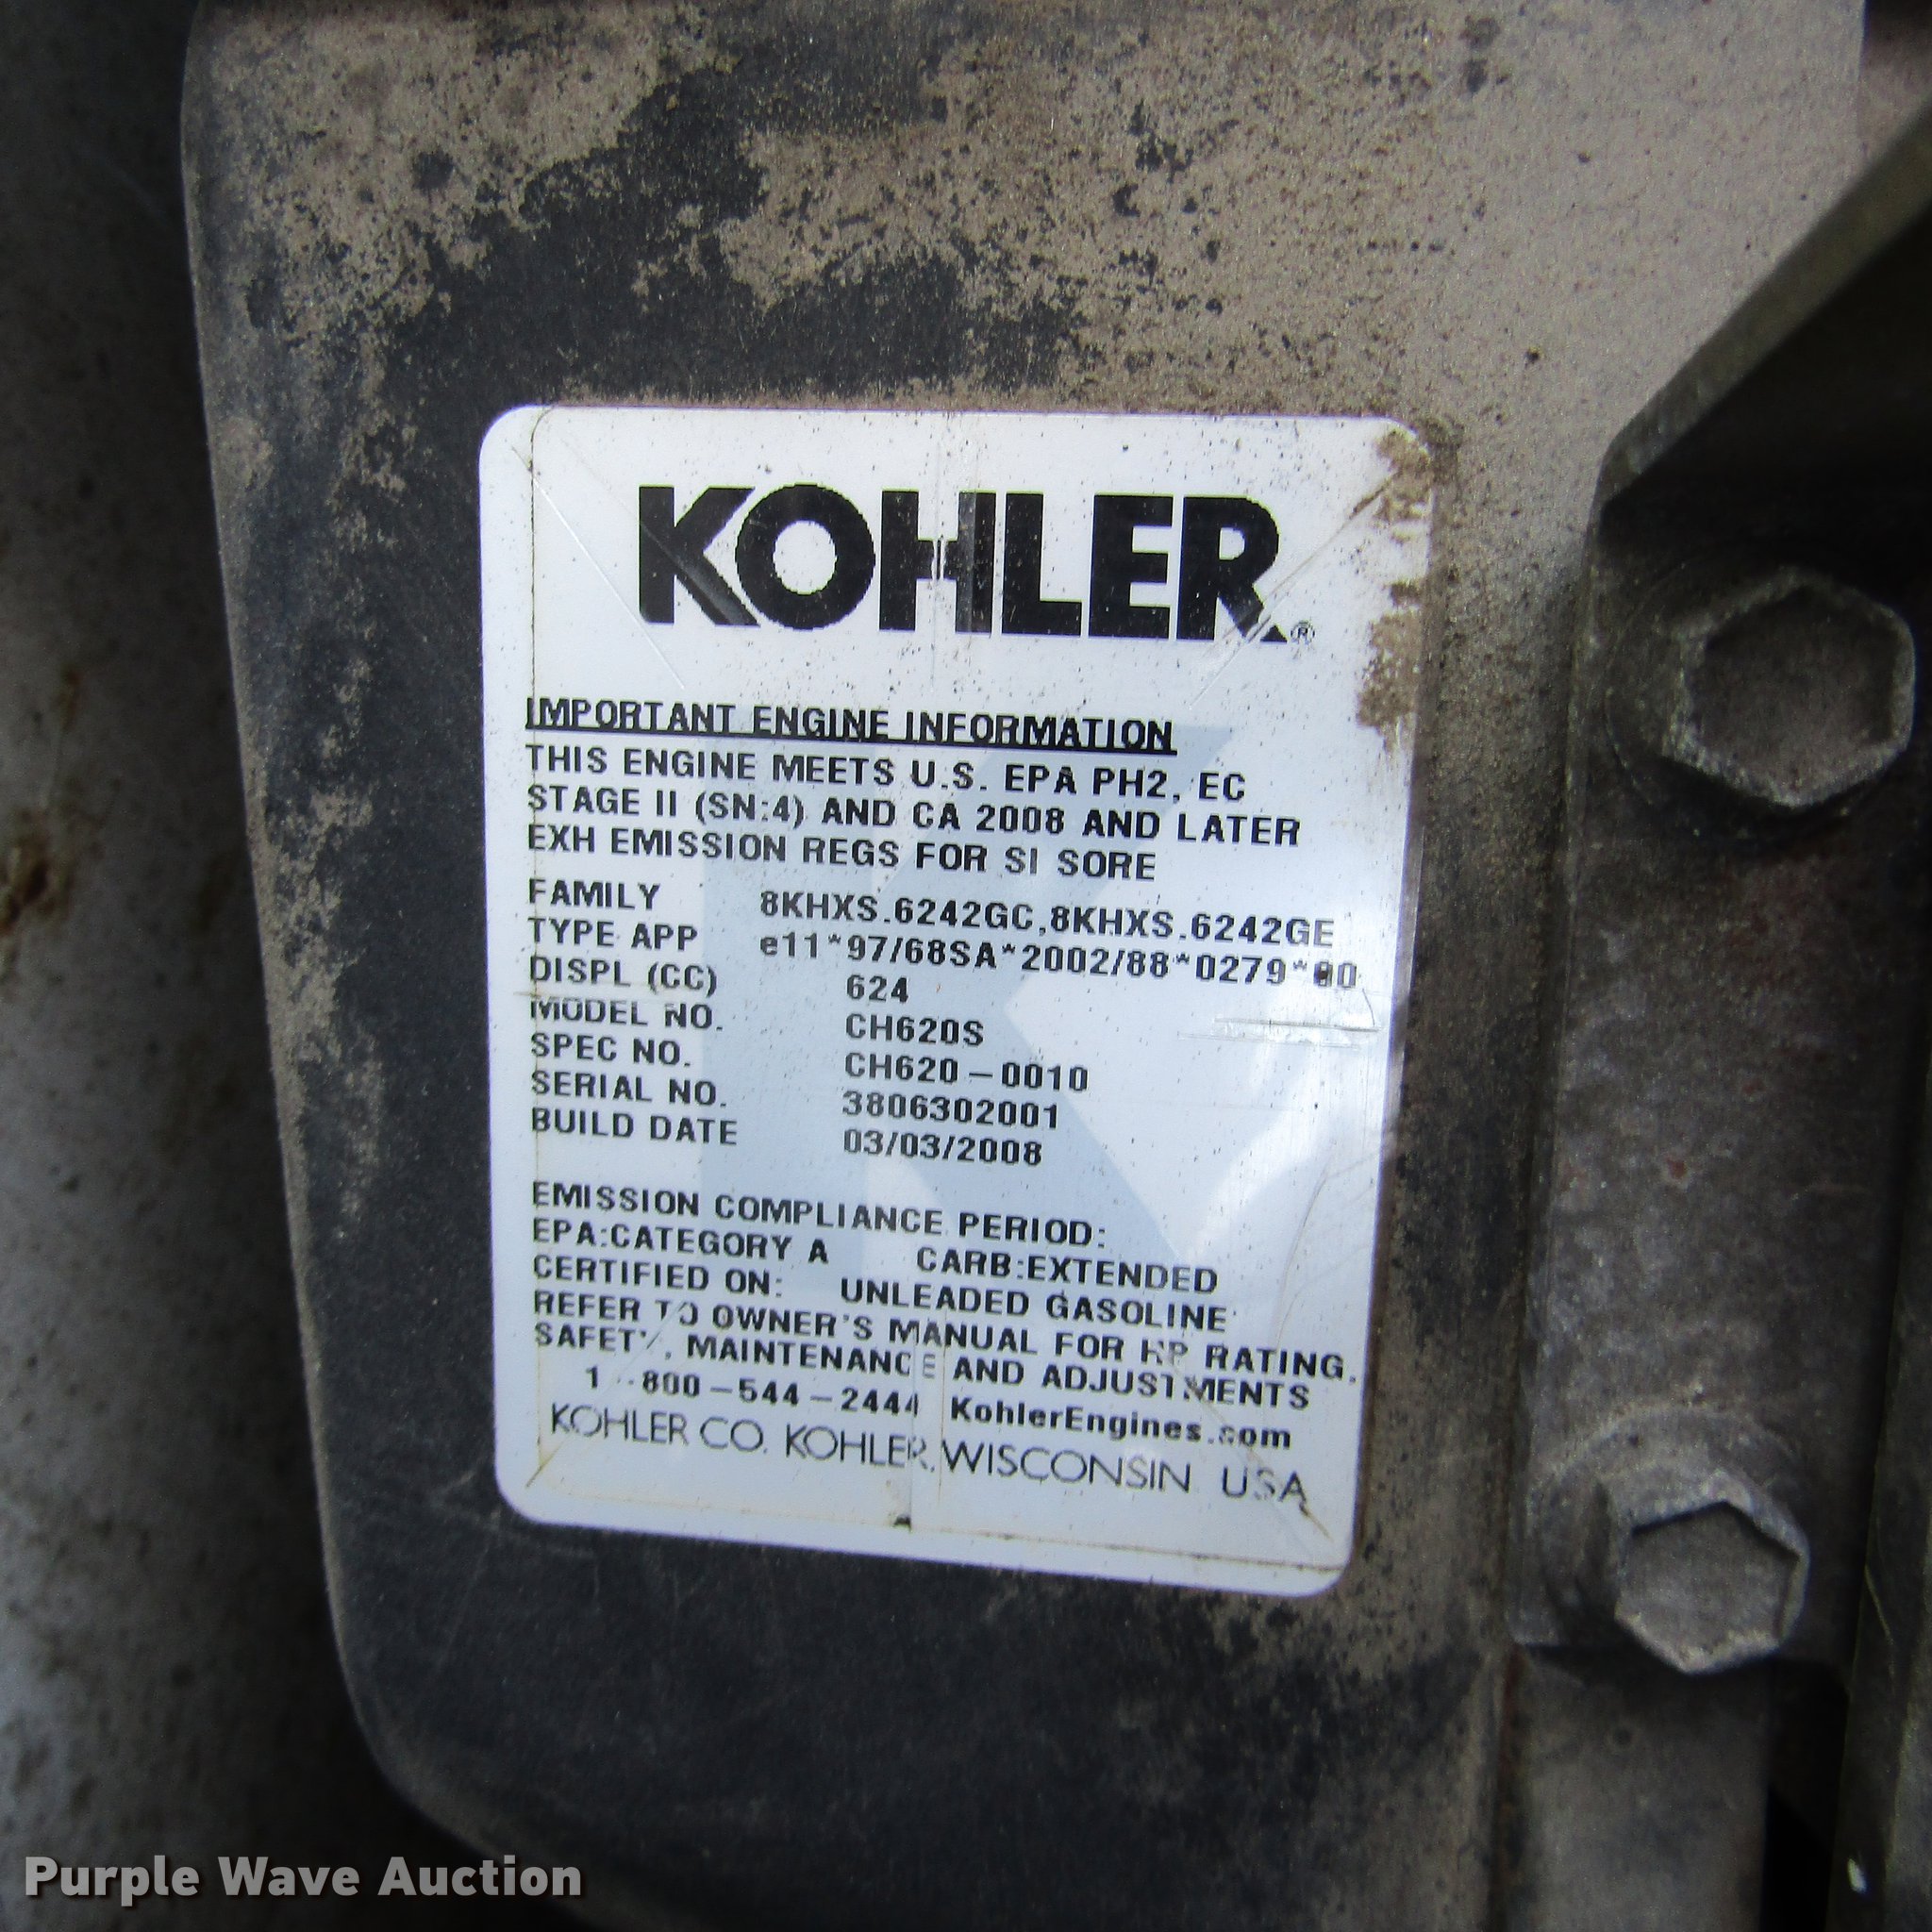 KOHLER®
IMPORTANT ENGINE INFORMATION
THIS ENGINE MEETS U.S. EPA PH2, EC
STAGE II (SN:4) AND CA 2008 AND LATER
EXH EMISSION REGS FOR SI SORE
FAMILY 8KHXS.6242GC,8KHXS.6242GE
TYPE APP e11*97/68SA*2002/88*0279*00
DISPL (CC) 624
MODEL NO. CH620S
SPEC NO. CH620-0010
SERIAL NO. 3806302001
BUILD DATE 03/03/2008
EMISSION COMPLIANCE PERIOD:
EPA:CATEGORY A CARB:EXTENDED
CERTIFIED ON: UNLEADED GASOLINE
REFER TO OWNER'S MANUAL FOR HP RATING,
SAFETY, MAINTENANCE AND ADJUSTMENTS
1-800-544-2444 KohlerEngines.com
KOHLER CO. KOHLER, WISCONSIN USA
Purple Wave Auction